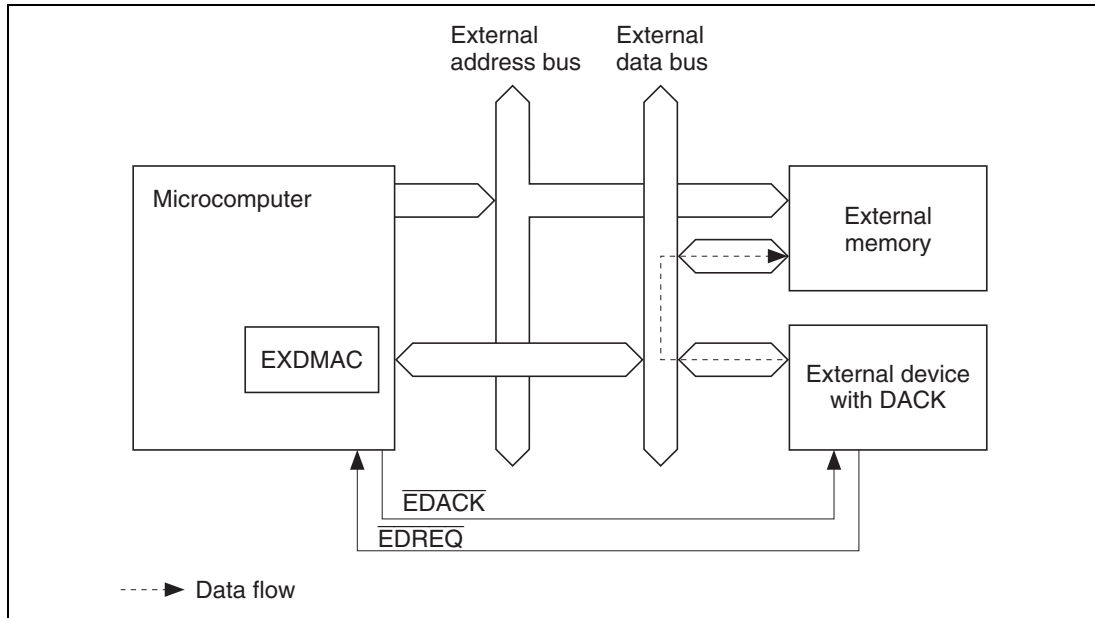 External
address bus
External
data bus
Microcomputer
External
memory
EXDMAC
External device
with DACK
EDACK
EDREQ
Data flow